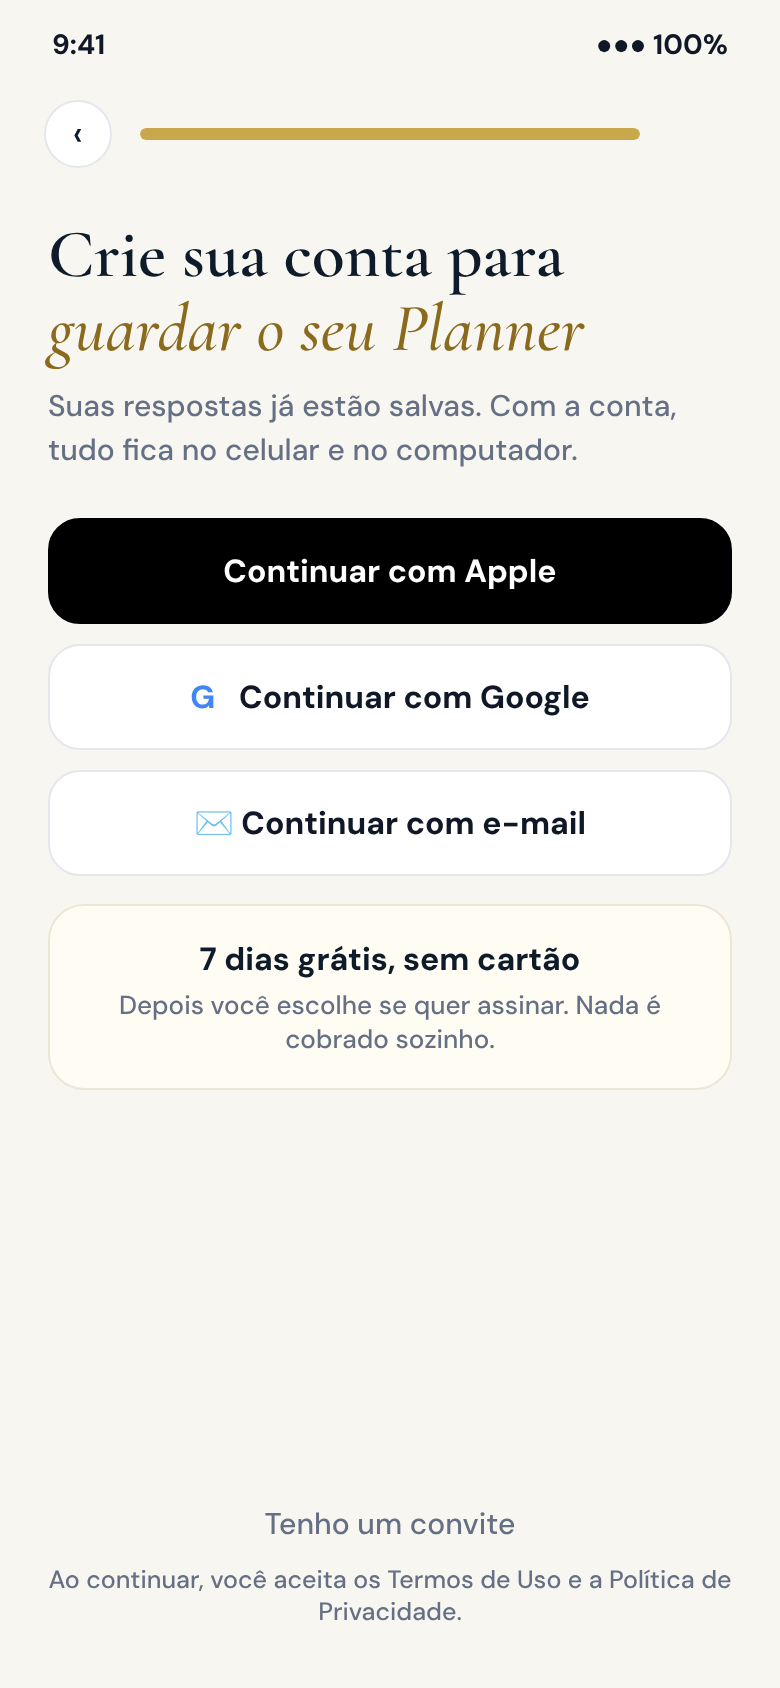 9:41
●●● 100%
‹
Crie sua conta para
guardar o seu Planner
Suas respostas já estão salvas. Com a conta,
tudo fica no celular e no computador.
Continuar com Apple
G Continuar com Google
✉️ Continuar com e-mail
7 dias grátis, sem cartão
Depois você escolhe se quer assinar. Nada é
cobrado sozinho.
Tenho um convite
Ao continuar, você aceita os Termos de Uso e a Política de
Privacidade.